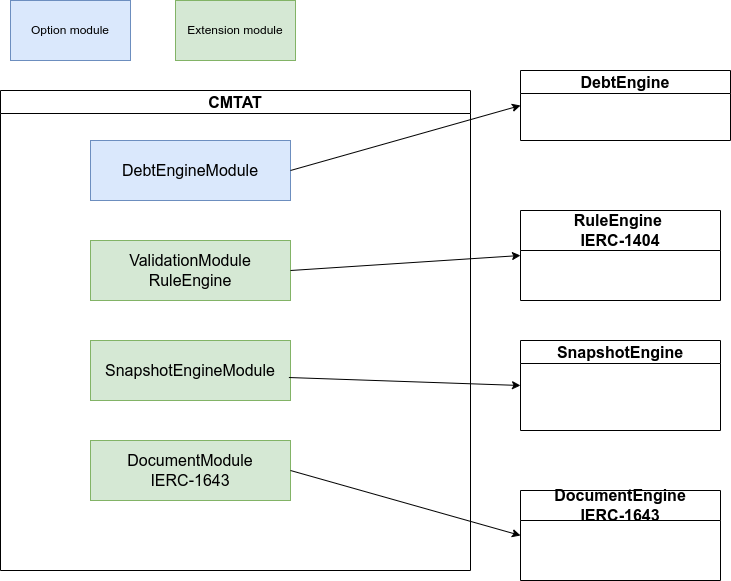 Option module
Extension module
CMTAT
DebtEngineModule
ValidationModule
RuleEngine
SnapshotEngineModule
DocumentModule
IERC-1643
DebtEngine
RuleEngine
IERC-1404
SnapshotEngine
DocumentEngine
IERC-1643